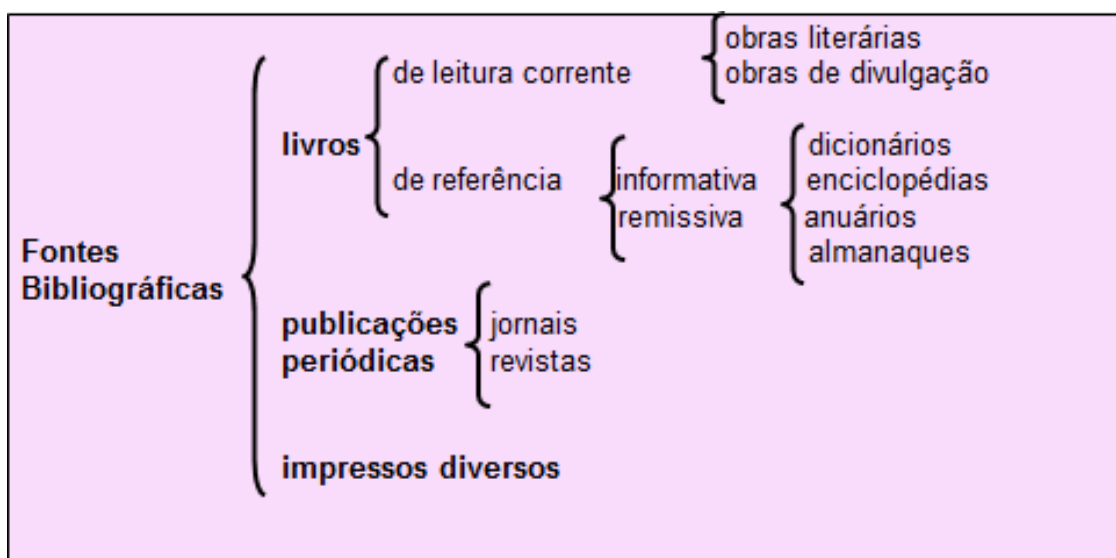 obras literárias
obras de divulgação
de leitura corrente
livros
de referência
informativa
remissiva
dicionários
enciclopédias
anuários
almanaques
Fontes
Bibliográficas
publicações
periódicas
jornais
revistas
impressos diversos